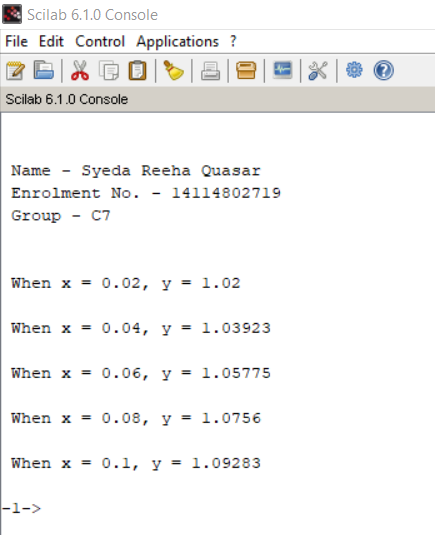 Scilab 6.1.0 Console
File Edit Control Applications ?
Scilab 6.1.0 Console
Name - Syeda Reeha Quasar
Enrolment No. - 14114802719
Group - C7
When x = 0.02, y = 1.02
When x = 0.04, y = 1.03923
When x = 0.06, y = 1.05775
When x = 0.08, y = 1.0756
When x = 0.1, y = 1.09283
-1->